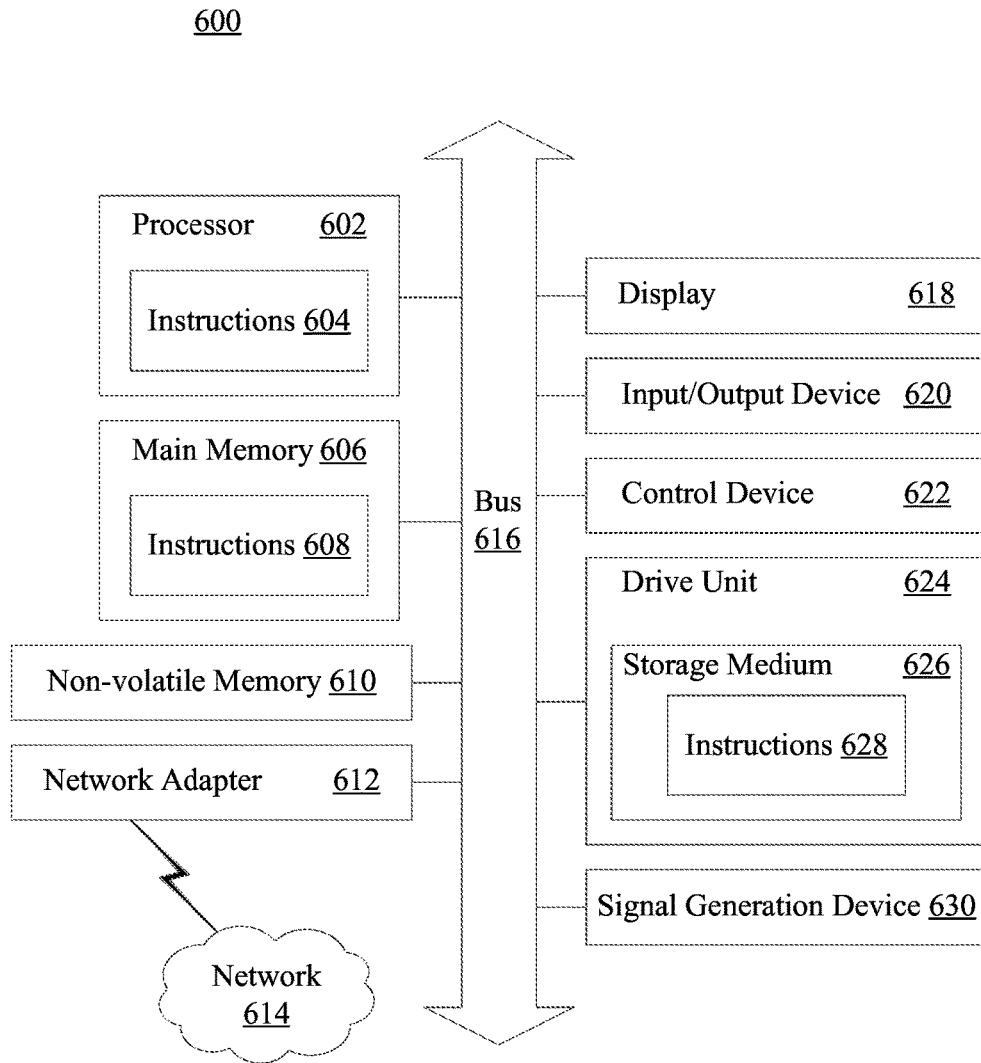 600
Processor 602
Instructions 604
Main Memory 606
Instructions 608
Non-volatile Memory 610
Network Adapter 612
Network
614
Bus
616
Display 618
Input/Output Device 620
Control Device 622
Drive Unit 624
Storage Medium 626
Instructions 628
Signal Generation Device 630